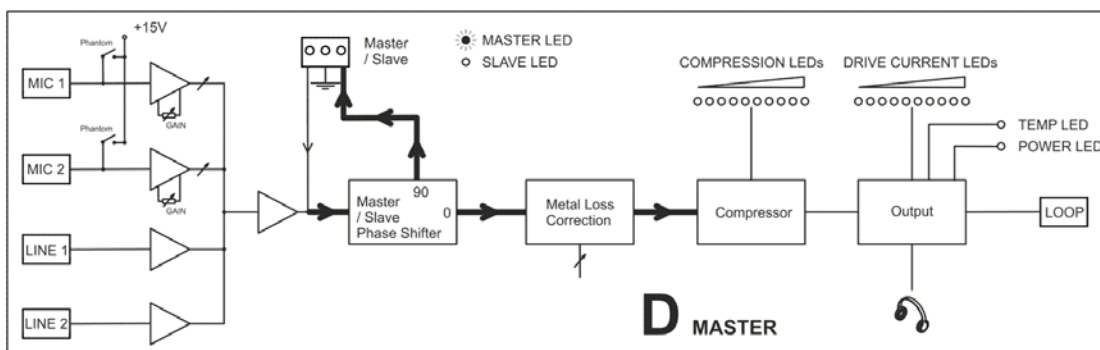 Phantom
+15V
MIC 1
GAIN
Phantom
MIC 2
GAIN
LINE 1
LINE 2
Master
/ Slave
MASTER LED
SLAVE LED
90
0
Master
/ Slave
Phase Shifter
Metal Loss
Correction
COMPRESSION LEDs
Compressor
DRIVE CURRENT LEDs
TEMP LED
POWER LED
Output
LOOP
D MASTER